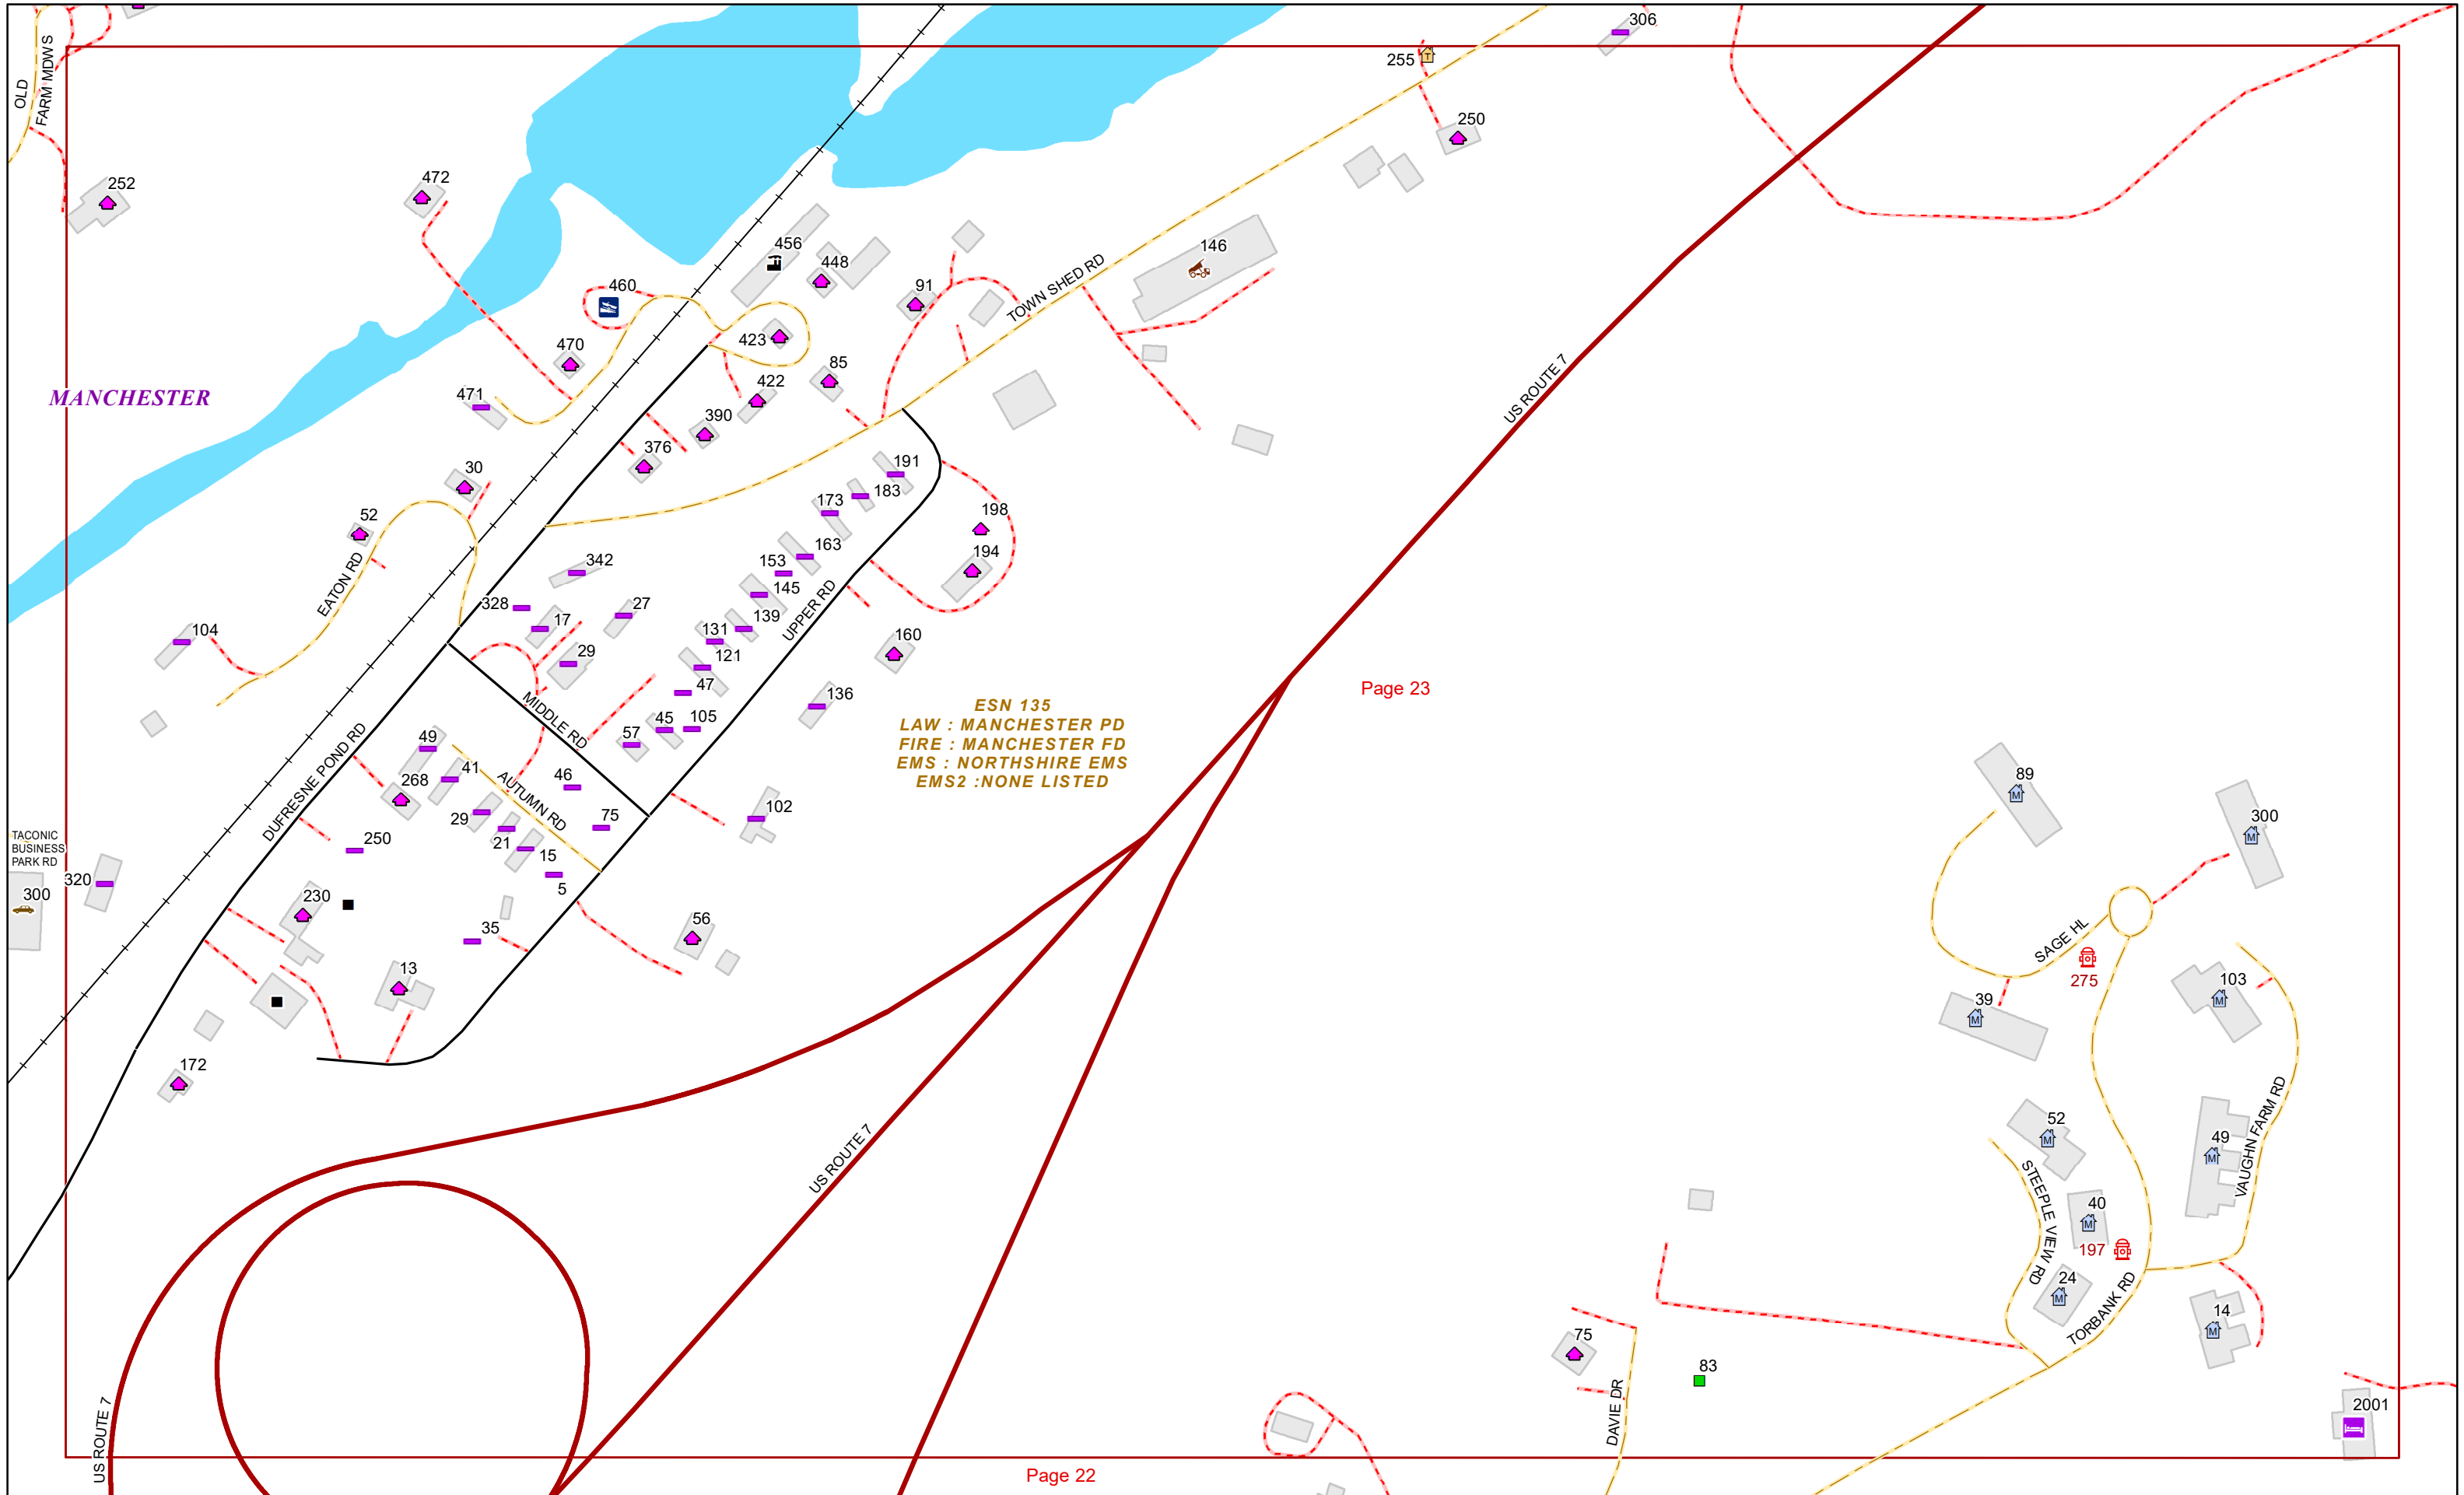 306
OLD
FARM MDWS
255
250
252
472
456
448
146
91
460
TOWN SHED RD
423
470
85
422
US ROUTE 7
MANCHESTER
471
390
376
30
191
183
173
52
198
163
194
342
153
EATON RD
145
328
27
17
139
UPPER RD
131
104
160
29
121
47
Page 23
136
MIDDLE RD
ESN 135
LAW : MANCHESTER PD
FIRE : MANCHESTER FD
EMS : NORTHSHIRE EMS
EMS2 :NONE LISTED
45
105
57
49
DUFRESNE POND RD
41
268
46
AUTUMN RD
89
102
75
300
29
21
250
15
TACONIC
BUSINESS
PARK RD
320
5
300
230
56
35
SAGE HL
275
13
103
39
172
VAUGHN FARM RD
52
49
US ROUTE 7
STEEPLE VIEW RD
40
197
24
TORBANK RD
14
75
83
DAVIE DR
2001
US ROUTE 7
Page 22